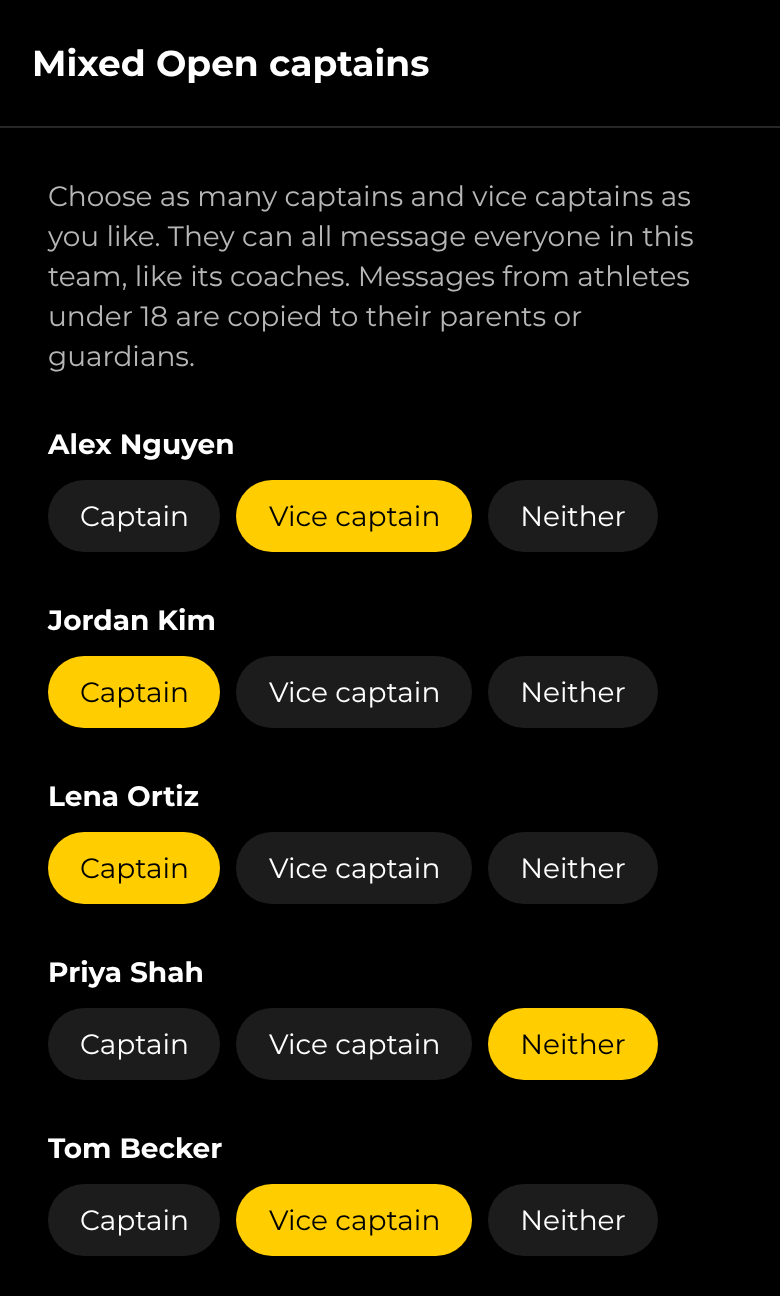 Mixed Open captains
Choose as many captains and vice captains as
you like. They can all message everyone in this
team, like its coaches. Messages from athletes
under 18 are copied to their parents or
guardians.
Alex Nguyen
Captain Vice captain Neither
Jordan Kim
Captain Vice captain Neither
Lena Ortiz
Captain Vice captain Neither
Priya Shah
Captain Vice captain Neither
Tom Becker
Captain Vice captain Neither